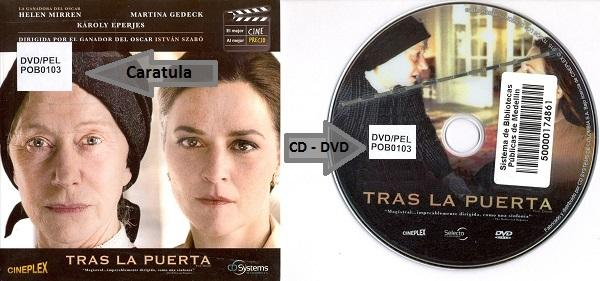 LA GANADORA DEL OSCAR
HELEN MIRREN
MARTINA GEDECK
KÁROLY EPERJES
DIRIGIDA POR EL GANADOR DEL OSCAR ISTVÁN SZABÓ
El mejor CINE
Al mejor PRECIO
DVD/PEL
POB0103
Caratula
CINEPLEX
TRAS LA PUERTA
"Magistral...impecablemente dirigida, como una sinfonía"
CD Systems
CD - DVD
DVD/PEL
POB0103
Sistema de Bibliotecas
Públicas de Medellín
50000174861
TRAS LA PUERTA
"Magistral...impecablemente dirigida, como una sinfonía"
CINEPLEX
Selecto
DVD